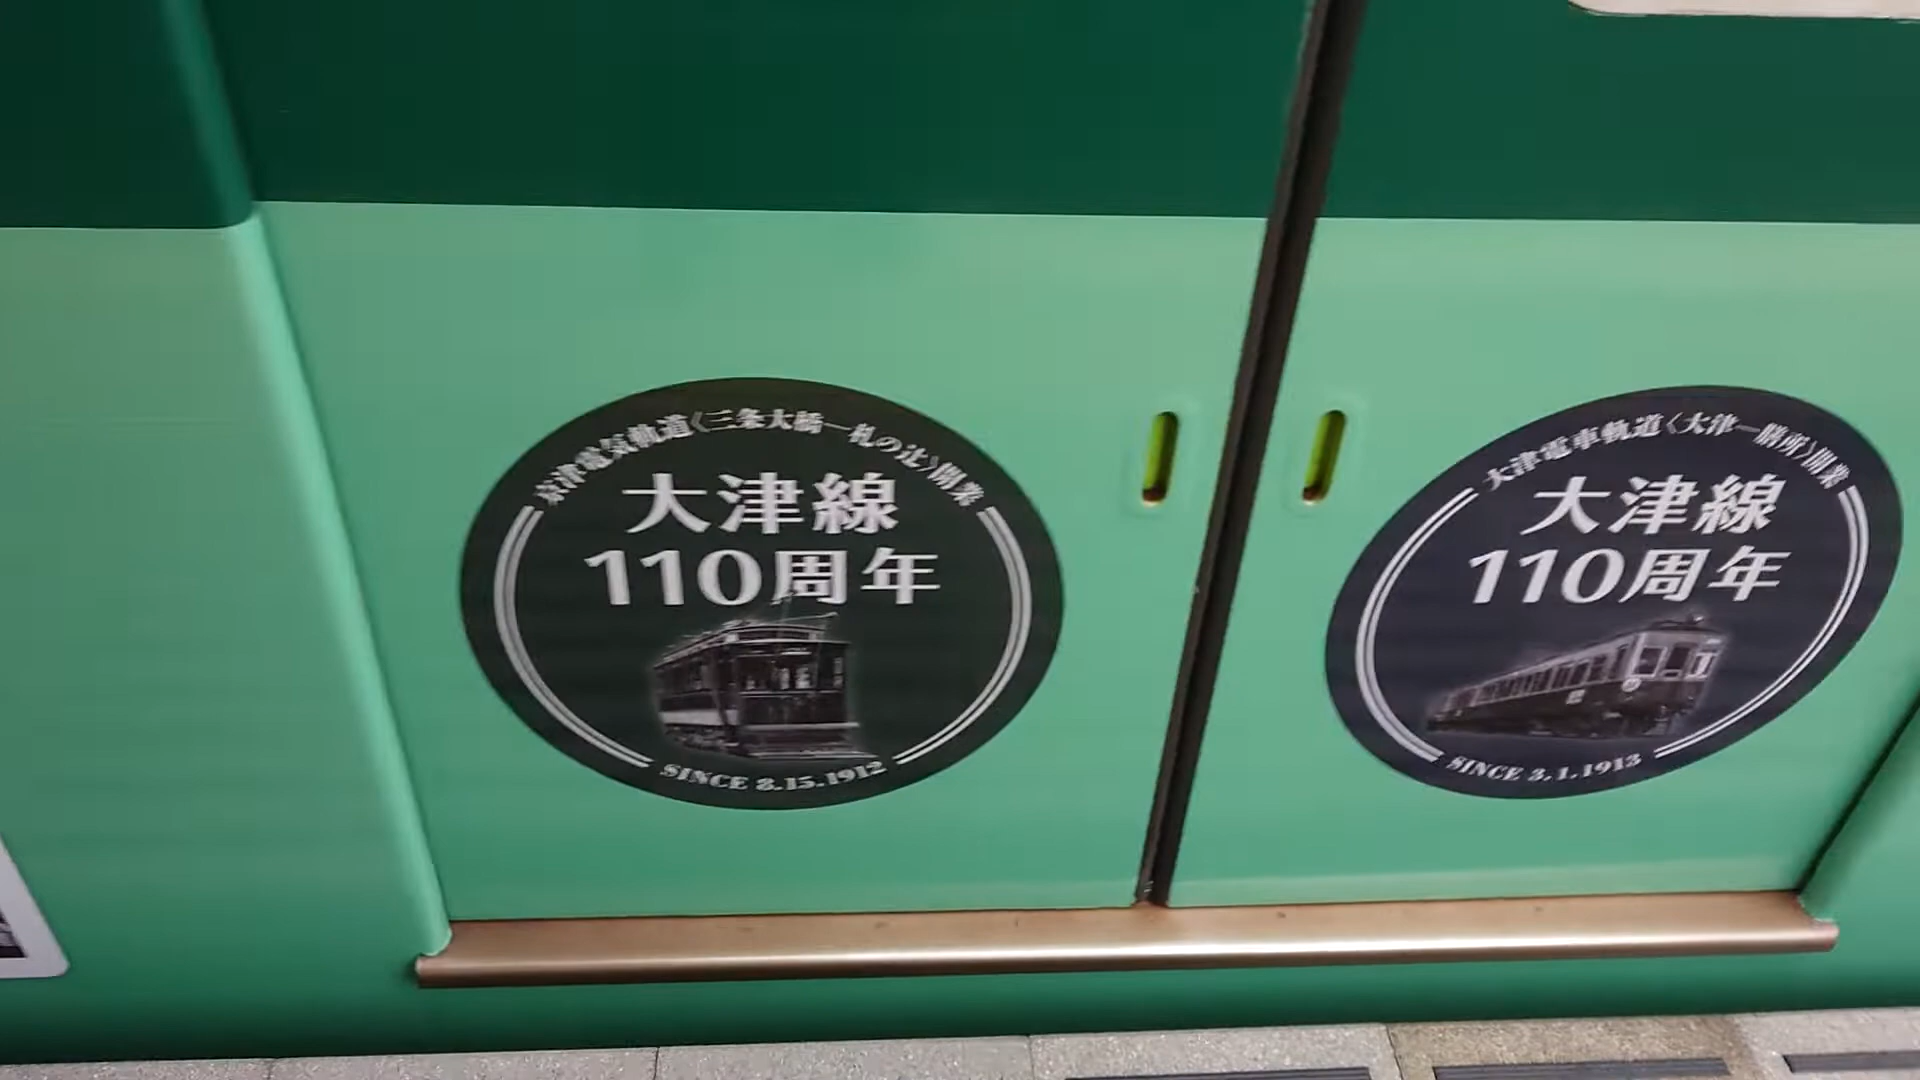 京津電気軌道〈三条大橋―札の辻〉開業
大津線
110周年
SINCE 8.15.1912
大津電車軌道〈大津―膳所〉開業
大津線
110周年
SINCE 3.1.1913